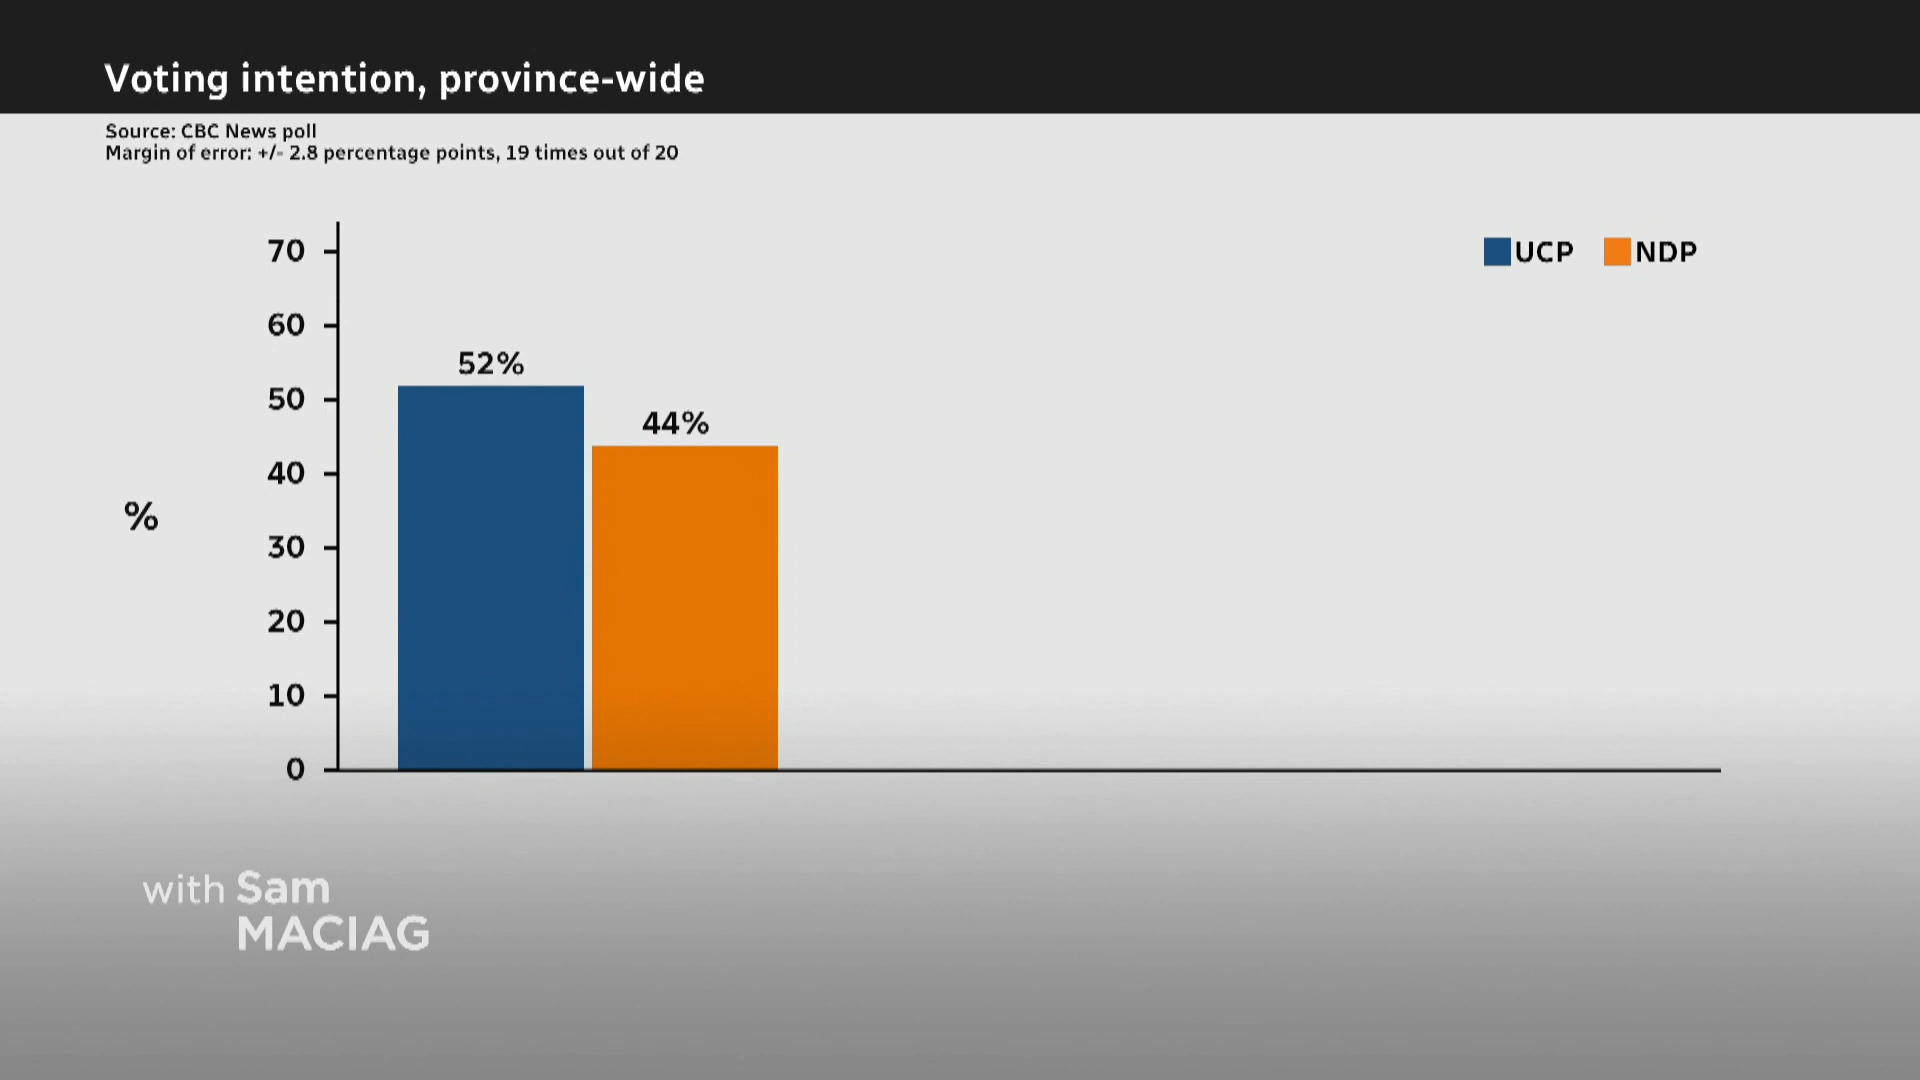 Voting intention, province-wide
Source: CBC News poll
Margin of error: +/- 2.8 percentage points, 19 times out of 20
UCP NDP
70
60
52%
50
44%
40
%
30
20
10
0
with Sam
MACIAG